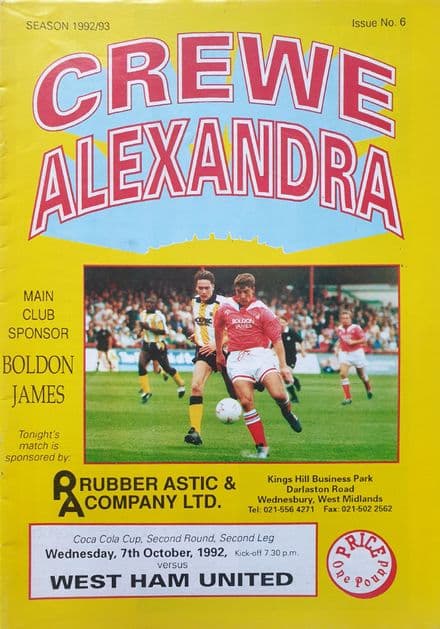 SEASON 1992/93
Issue No. 6
CREWE
ALEXANDRA
MAIN
CLUB
SPONSOR
BOLDON
JAMES
BOLDON
JAMES
Tonight's
match is
sponsored by:
RA
RUBBER ASTIC &
COMPANY LTD.
Kings Hill Business Park
Darlaston Road
Wednesbury, West Midlands
Tel: 021-556 4271 Fax: 021-502 2562
Coca Cola Cup, Second Round, Second Leg
Wednesday, 7th October, 1992, Kick-off 7.30 p.m.
versus
WEST HAM UNITED
PRICE
One Pound